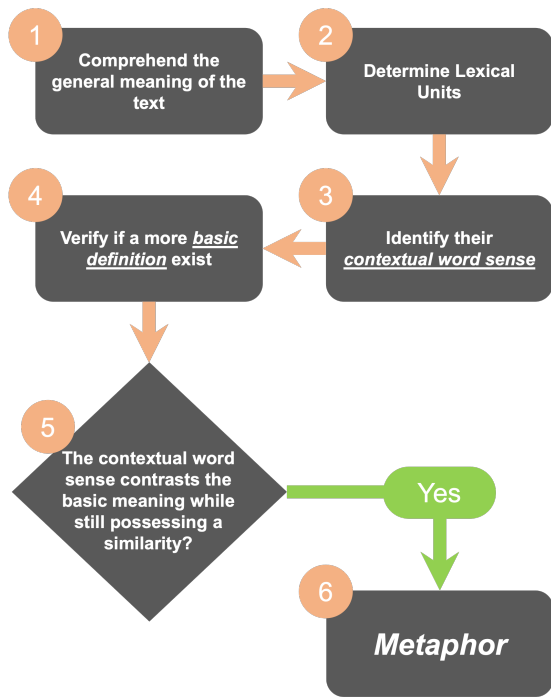 1
Comprehend the
general meaning of the
text
2
Determine Lexical
Units
3
Identify their
contextual word sense
4
Verify if a more basic
definition exist
5
The contextual word
sense contrasts the
basic meaning while
still possessing a
similarity?
Yes
6
Metaphor